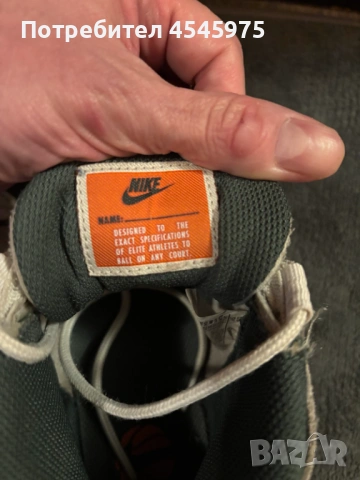 Потребител 4545975
NIKE
NAME:
DESIGNED TO THE
EXACT SPECIFICATIONS
OF ELITE ATHLETES TO
BALL ON ANY COURT.
BAZAR